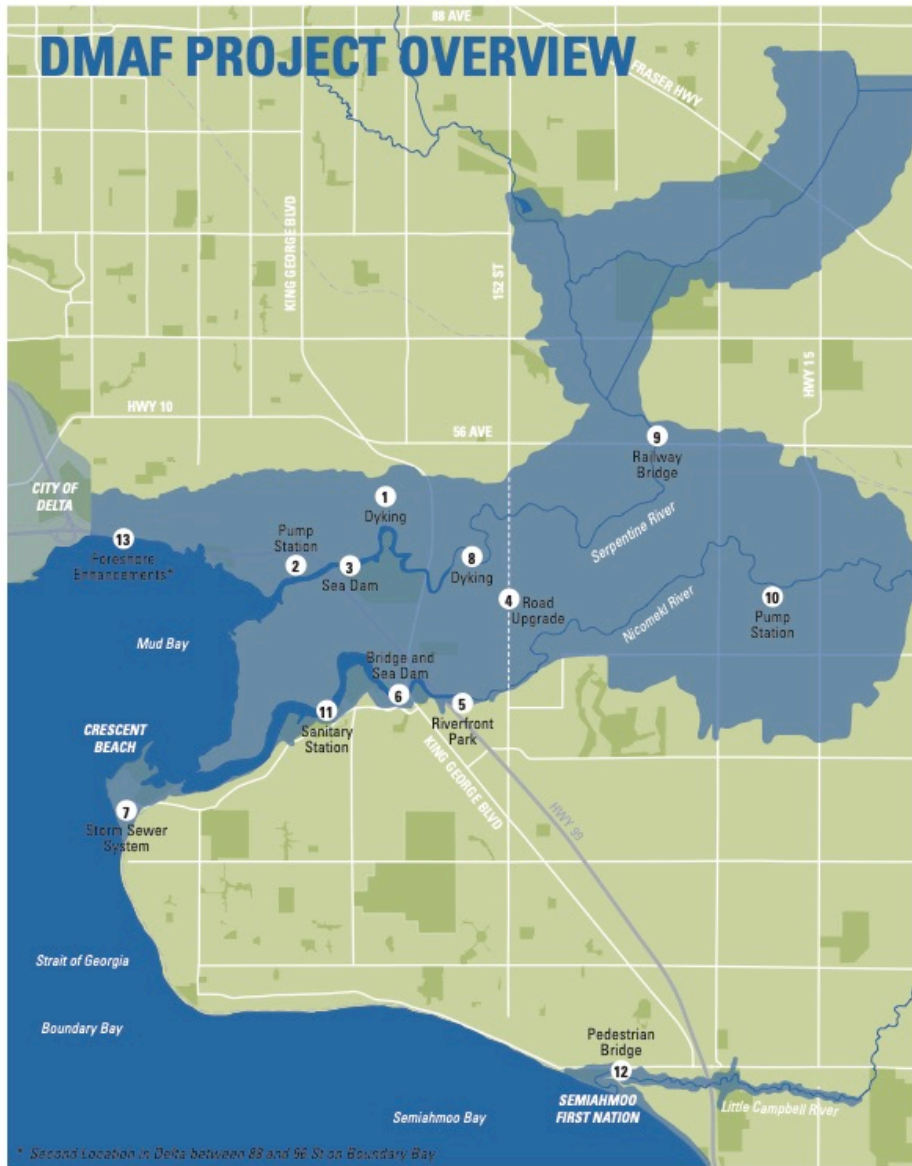 88 AVE
DMAF PROJECT OVERVIEW
FRASER HWY
KING GEORGE BLVD
152 ST
HWY 15
HWY 10
56 AVE
9
Railway
Bridge
CITY OF
DELTA
1
Dyking
13
Foreshore
Enhancements*
Pump
Station
2
3
Sea Dam
8
Dyking
Serpentine River
4
Road
Upgrade
Nicomekl River
10
Pump
Station
Mud Bay
Bridge and
Sea Dam
6
5
Riverfront
Park
11
Sanitary
Station
CRESCENT
BEACH
KING GEORGE BLVD
HWY 99
7
Storm Sewer
System
Strait of Georgia
Boundary Bay
Pedestrian
Bridge
12
SEMIAHMOO
FIRST NATION
Little Campbell River
Semiahmoo Bay
* Second Location in Delta between 88 and 96 St on Boundary Bay